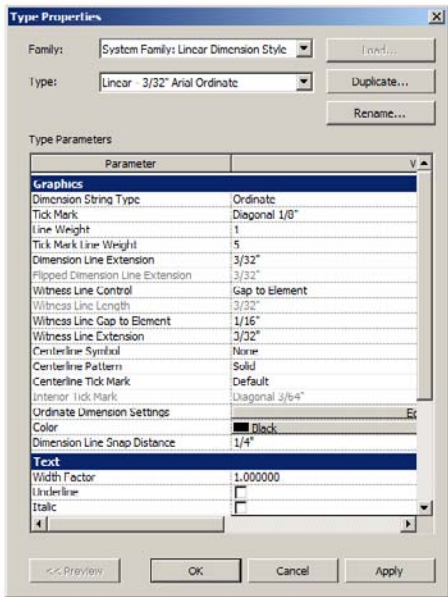 Type Properties
Family: System Family: Linear Dimension Style Load...
Type: Linear - 3/32" Arial Ordinate Duplicate...
Rename...
Type Parameters
Parameter V
Graphics
Dimension String Type Ordinate
Tick Mark Diagonal 1/8"
Line Weight 1
Tick Mark Line Weight 5
Dimension Line Extension 3/32"
Flipped Dimension Line Extension 3/32"
Witness Line Control Gap to Element
Witness Line Length 3/32"
Witness Line Gap to Element 1/16"
Witness Line Extension 3/32"
Centerline Symbol None
Centerline Pattern Solid
Centerline Tick Mark Default
Interior Tick Mark Diagonal 3/64"
Ordinate Dimension Settings Ed
Color Black
Dimension Line Snap Distance 1/4"
Text
Width Factor 1.000000
Underline
Italic
<< Preview OK Cancel Apply